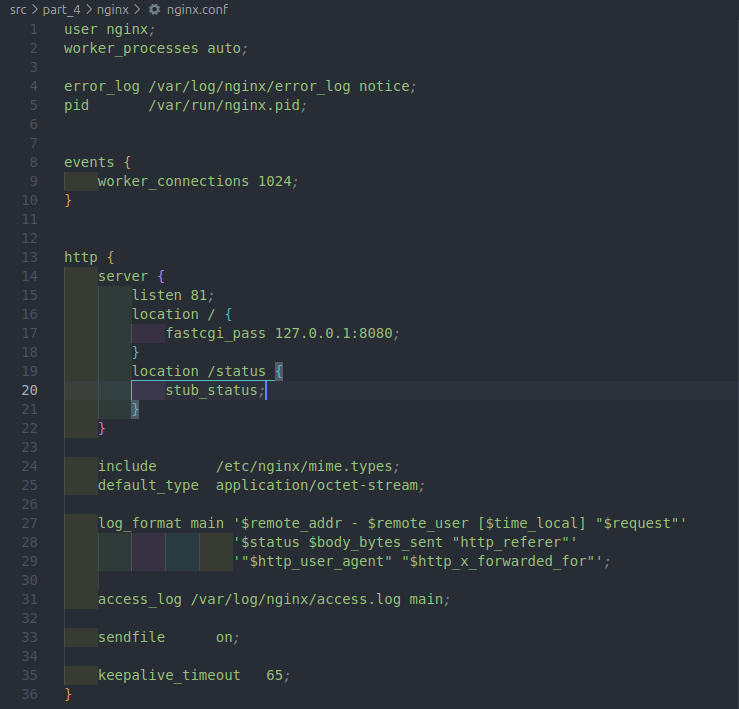 src > part_4 > nginx > nginx.conf
1 user nginx;
2 worker_processes auto;
3
4 error_log /var/log/nginx/error_log notice;
5 pid       /var/run/nginx.pid;
6
7
8 events {
9     worker_connections 1024;
10 }
11
12
13 http {
14     server {
15         listen 81;
16         location / {
17             fastcgi_pass 127.0.0.1:8080;
18         }
19         location /status {
20             stub_status;
21         }
22     }
23
24     include       /etc/nginx/mime.types;
25     default_type  application/octet-stream;
26
27     log_format main '$remote_addr - $remote_user [$time_local] "$request"'
28                     '$status $body_bytes_sent "http_referer"'
29                     '"$http_user_agent" "$http_x_forwarded_for"';
30
31     access_log /var/log/nginx/access.log main;
32
33     sendfile      on;
34
35     keepalive_timeout   65;
36 }